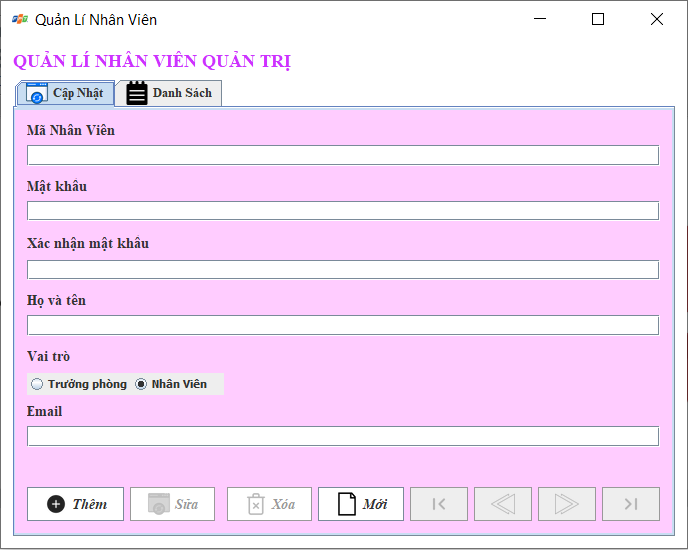 Quản Lí Nhân Viên
QUẢN LÍ NHÂN VIÊN QUẢN TRỊ
Cập Nhật Danh Sách
Mã Nhân Viên
Mật khẩu
Xác nhận mật khẩu
Họ và tên
Vai trò
Trưởng phòng Nhân Viên
Email
Thêm Sửa Xóa Mới